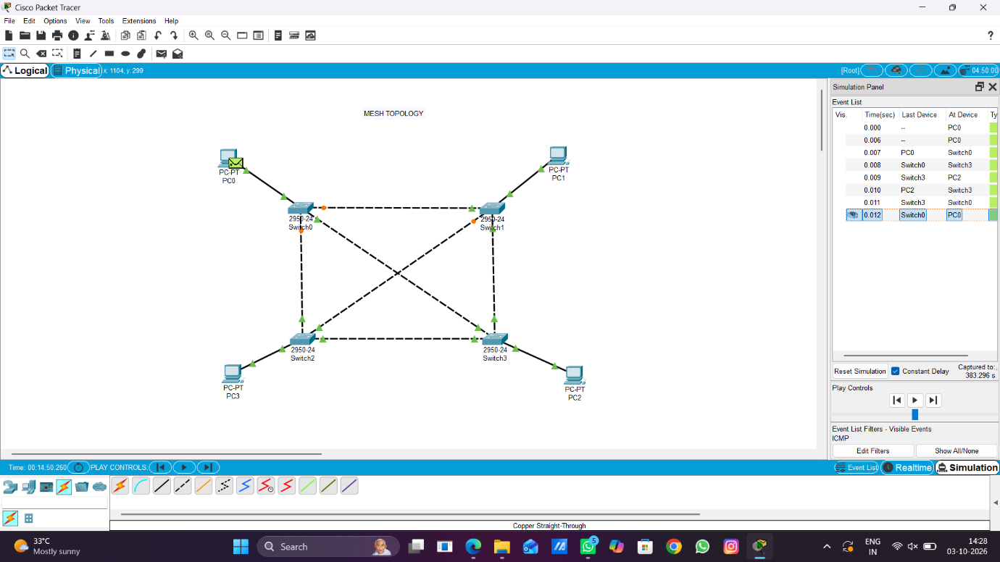 Cisco Packet Tracer
File Edit Options View Tools Extensions Help
?
Logical Physical x: 1104, y: 299 [Root] 04:50:00
Simulation Panel
Event List
Vis. Time(sec) Last Device At Device Ty
0.000 -- PC0
0.006 -- PC0
0.007 PC0 Switch0
0.008 Switch0 Switch3
0.009 Switch3 PC2
0.010 PC2 Switch3
0.011 Switch3 Switch0
0.012 Switch0 PC0
Reset Simulation Constant Delay Captured to:
383.296 s
Play Controls
Event List Filters - Visible Events
ICMP
Edit Filters Show All/None
MESH TOPOLOGY
PC-PT
PC0
PC-PT
PC1
2950-24
Switch0
2950-24
Switch1
2950-24
Switch2
2950-24
Switch3
PC-PT
PC3
PC-PT
PC2
Time: 00:14:50.260 PLAY CONTROLS: Event List Realtime Simulation
Copper Straight-Through
33°C
Mostly sunny
Search
5
ENG
IN
14:28
03-10-2026